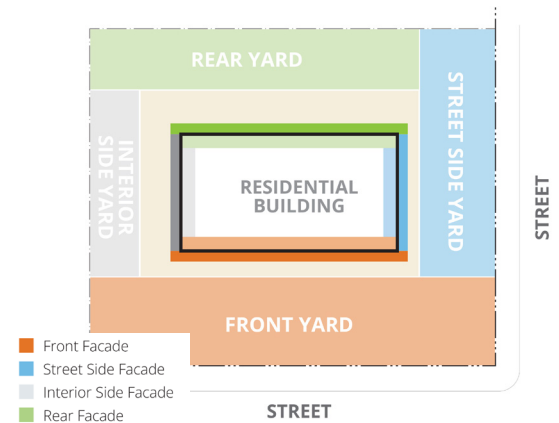 REAR YARD
STREET SIDE YARD
INTERIOR
SIDE YARD
RESIDENTIAL
BUILDING
STREET
FRONT YARD
Front Facade
Street Side Facade
Interior Side Facade
Rear Facade
STREET